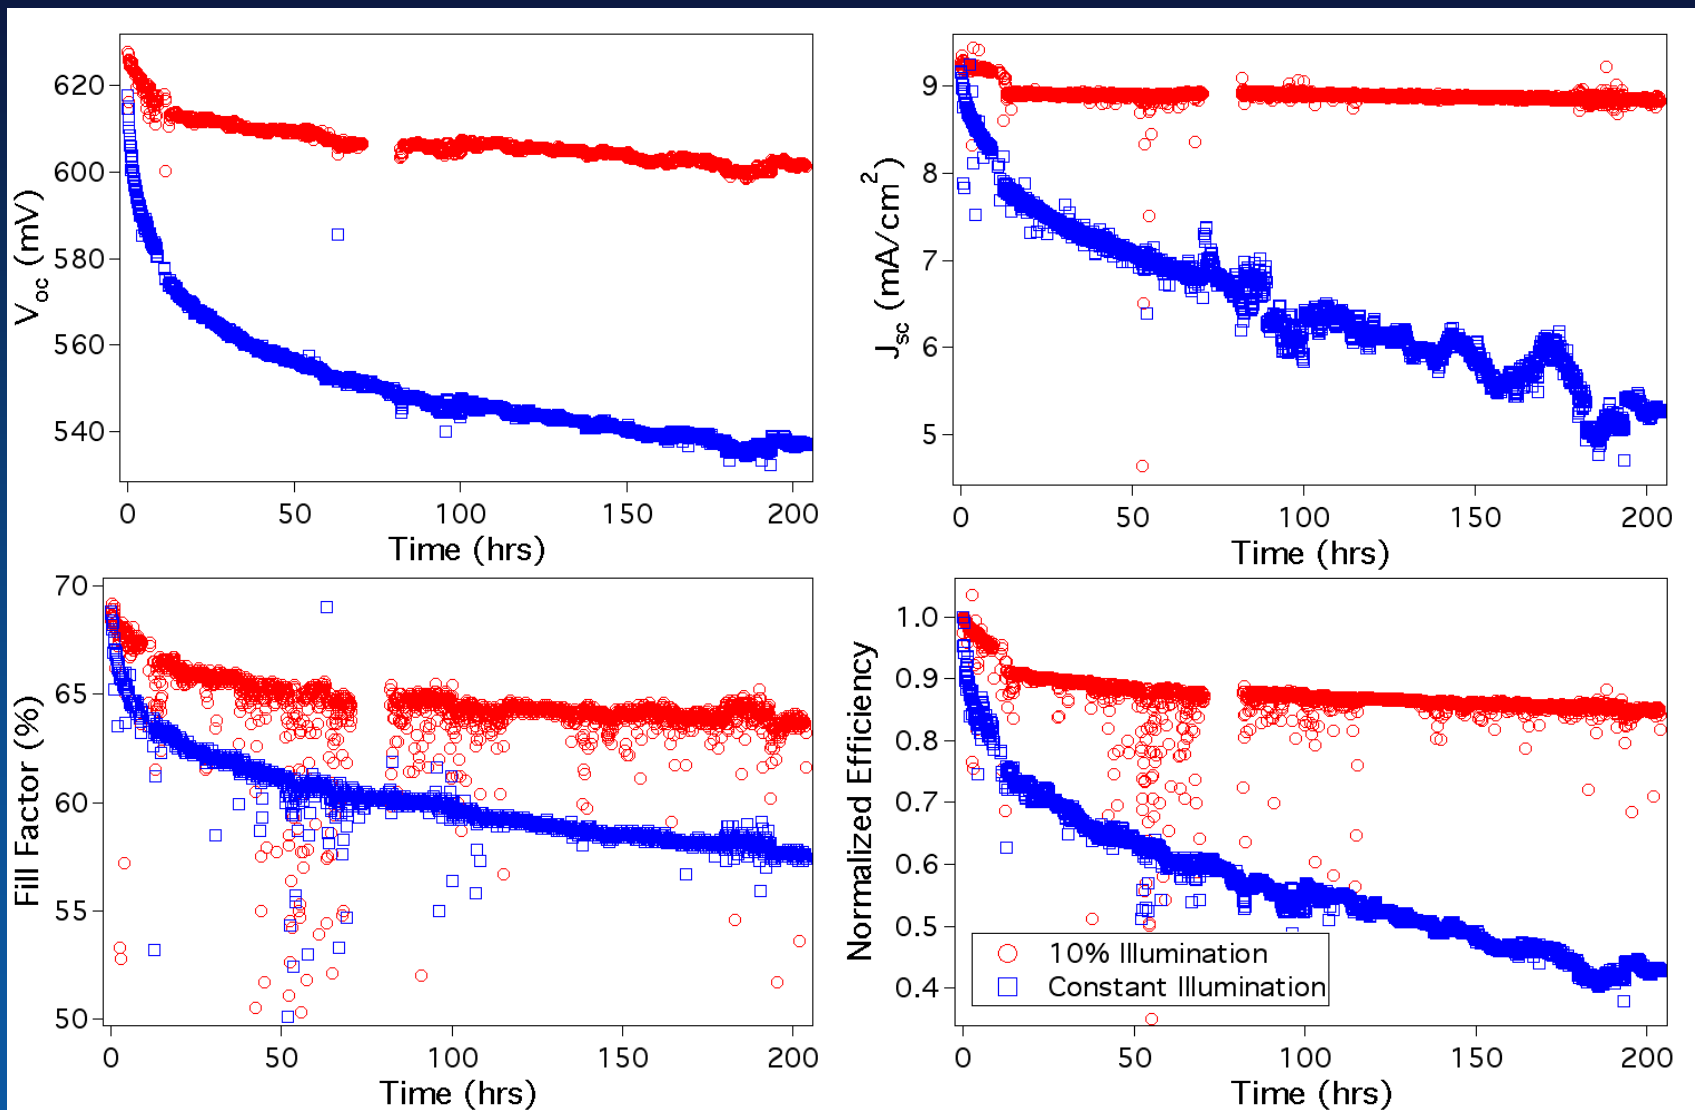 620
600
580
560
540
V_oc (mV)
0 50 100 150 200
Time (hrs)
9
8
7
6
5
J_sc (mA/cm²)
0 50 100 150 200
Time (hrs)
70
65
60
55
50
Fill Factor (%)
0 50 100 150 200
Time (hrs)
1.0
0.9
0.8
0.7
0.6
0.5
0.4
Normalized Efficiency
10% Illumination
Constant Illumination
0 50 100 150 200
Time (hrs)